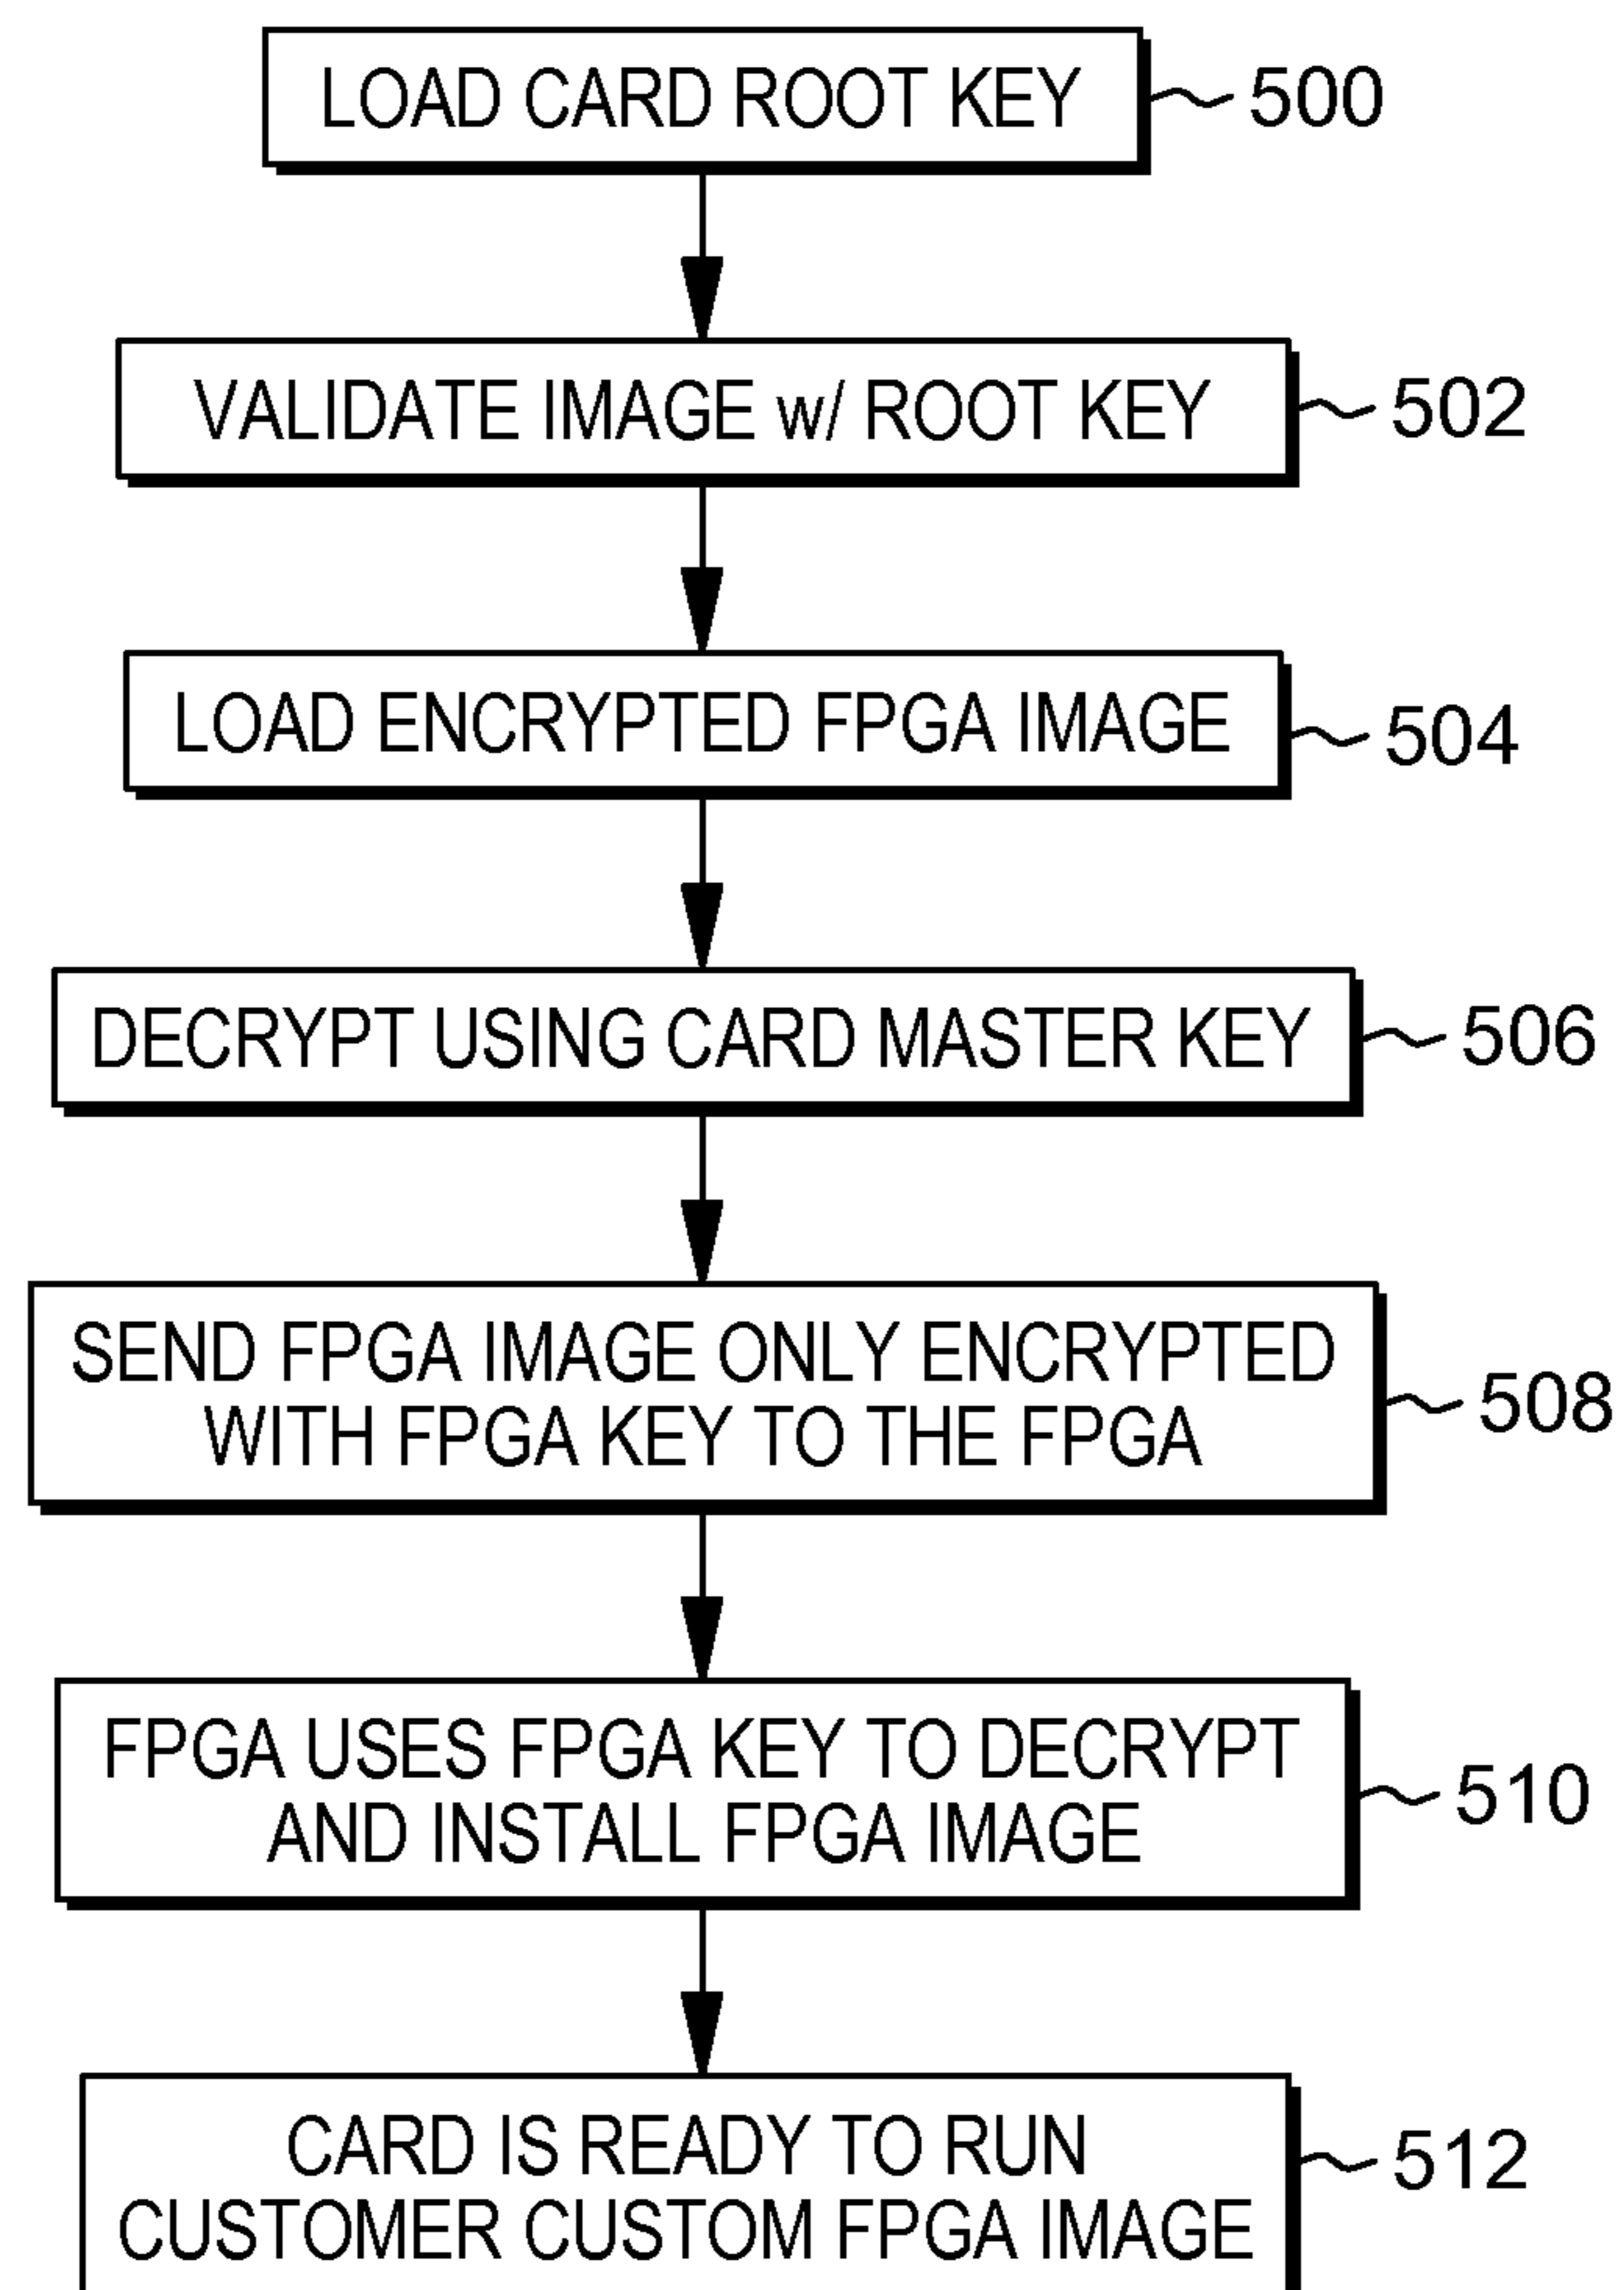 LOAD CARD ROOT KEY
500
VALIDATE IMAGE w/ ROOT KEY
502
LOAD ENCRYPTED FPGA IMAGE
504
DECRYPT USING CARD MASTER KEY
506
SEND FPGA IMAGE ONLY ENCRYPTED
WITH FPGA KEY TO THE FPGA
508
FPGA USES FPGA KEY TO DECRYPT
AND INSTALL FPGA IMAGE
510
CARD IS READY TO RUN
CUSTOMER CUSTOM FPGA IMAGE
512